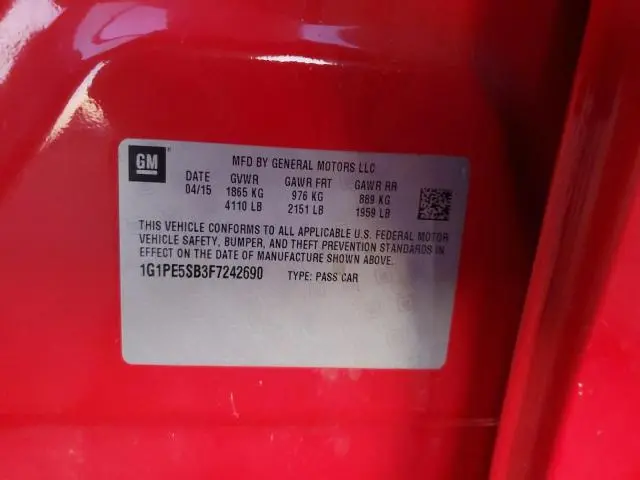 GM ® MFD BY GENERAL MOTORS LLC
DATE GVWR GAWR FRT GAWR RR
04/15 1865 KG 976 KG 889 KG
4110 LB 2151 LB 1959 LB
THIS VEHICLE CONFORMS TO ALL APPLICABLE U.S. FEDERAL MOTOR
VEHICLE SAFETY, BUMPER, AND THEFT PREVENTION STANDARDS IN
EFFECT ON THE DATE OF MANUFACTURE SHOWN ABOVE.
1G1PE5SB3F7242690 TYPE: PASS CAR